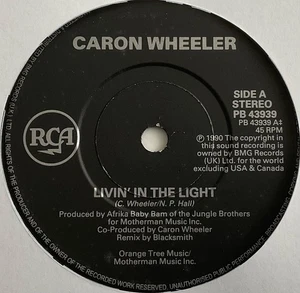 CARON WHEELER
SIDE A
STEREO
PB 43939
PB 43939 A‡
45 RPM
℗ 1990 The copyright in
this sound recording is
owned by BMG Records
(UK) Ltd. for the world
excluding USA & Canada
RCA
LIVIN' IN THE LIGHT
(C. Wheeler/N. P. Hall)
Produced by Afrika Baby Bam of the Jungle Brothers
for Motherman Music Inc.
Co-Produced by Caron Wheeler
Remix by Blacksmith
Orange Tree Music/
Motherman Music Inc.
ALL RIGHTS OF THE PRODUCER AND OF THE OWNER OF THE RECORDED WORK RESERVED. UNAUTHORISED